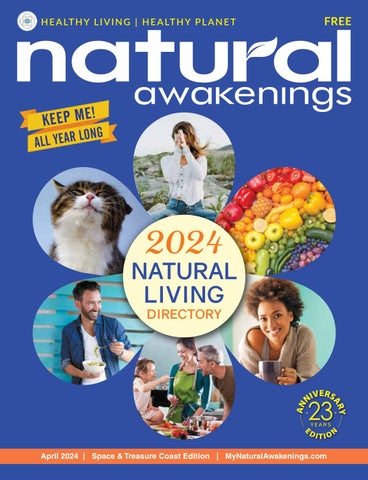 HEALTHY LIVING | HEALTHY PLANET
FREE
natural
awakenings
KEEP ME!
ALL YEAR LONG
2024
NATURAL
LIVING
DIRECTORY
ANNIVERSARY
23
YEARS
EDITION
April 2024 | Space & Treasure Coast Edition | MyNaturalAwakenings.com